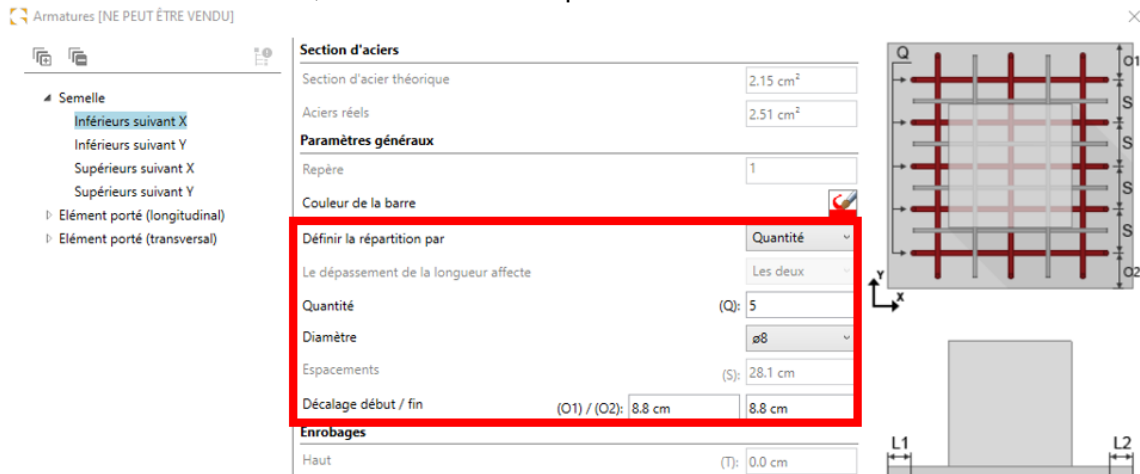 Armatures [NE PEUT ÊTRE VENDU]
Section d'aciers
Section d'acier théorique 2.15 cm²
Semelle
Aciers réels 2.51 cm²
Inférieurs suivant X
Paramètres généraux
Inférieurs suivant Y
Supérieurs suivant X
Repère 1
Supérieurs suivant Y
Couleur de la barre
Elément porté (longitudinal)
Elément porté (transversal)
Définir la répartition par Quantité
Le dépassement de la longueur affecte Les deux
Quantité (Q): 5
Diamètre ø8
Espacements (S): 28.1 cm
Décalage début / fin (O1) / (O2): 8.8 cm 8.8 cm
Enrobages
Haut (T): 0.0 cm
Q
O1
S
S
S
S
O2
Y
X
L1 L2